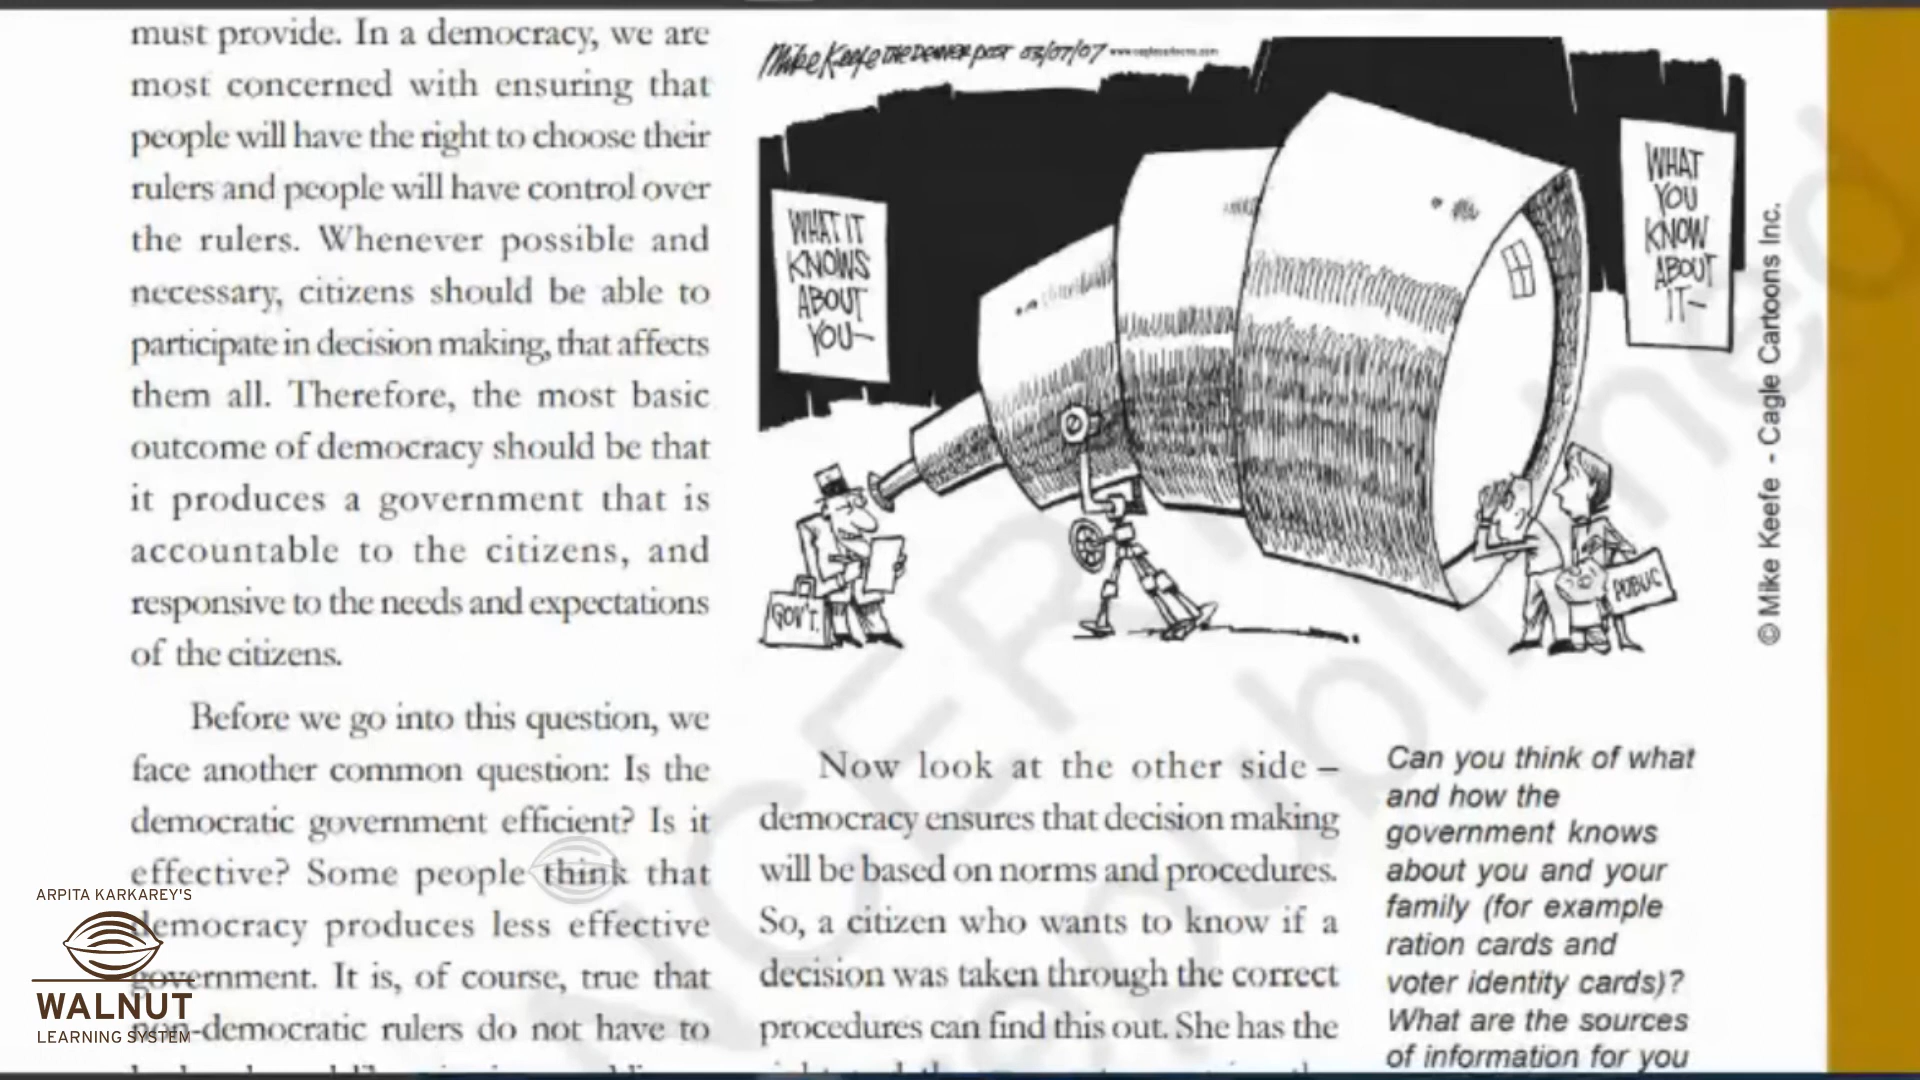 must provide. In a democracy, we are
most concerned with ensuring that
people will have the right to choose their
rulers and people will have control over
the rulers. Whenever possible and
necessary, citizens should be able to
participate in decision making, that affects
them all. Therefore, the most basic
outcome of democracy should be that
it produces a government that is
accountable to the citizens, and
responsive to the needs and expectations
of the citizens.
Before we go into this question, we
face another common question: Is the
democratic government efficient? Is it
effective? Some people think that
democracy produces less effective
government. It is, of course, true that
non-democratic rulers do not have to
Mike Keefe THE DENVER POST 03/07/07 www.caglecartoons.com
WHAT IT
KNOWS
ABOUT
YOU—
WHAT
YOU
KNOW
ABOUT
IT—
GOV'T.
PUBLIC
© Mike Keefe - Cagle Cartoons Inc.
Now look at the other side –
democracy ensures that decision making
will be based on norms and procedures.
So, a citizen who wants to know if a
decision was taken through the correct
procedures can find this out. She has the
Can you think of what
and how the
government knows
about you and your
family (for example
ration cards and
voter identity cards)?
What are the sources
of information for you
ARPITA KARKAREY'S
WALNUT
LEARNING SYSTEM